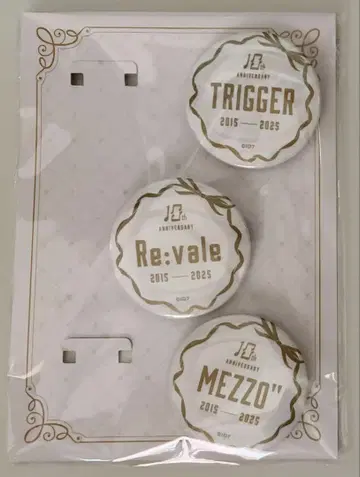 10th
ANNIVERSARY
TRIGGER
2015 — 2025
10th
ANNIVERSARY
Re:vale
2015 — 2025
10th
ANNIVERSARY
MEZZO"
2015 — 2025